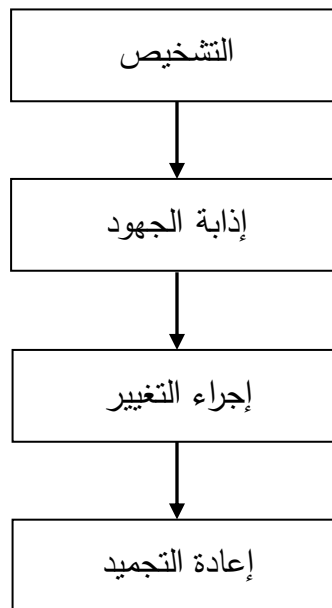 التشخيص
إذابة الجهود
إجراء التغيير
إعادة التجميد